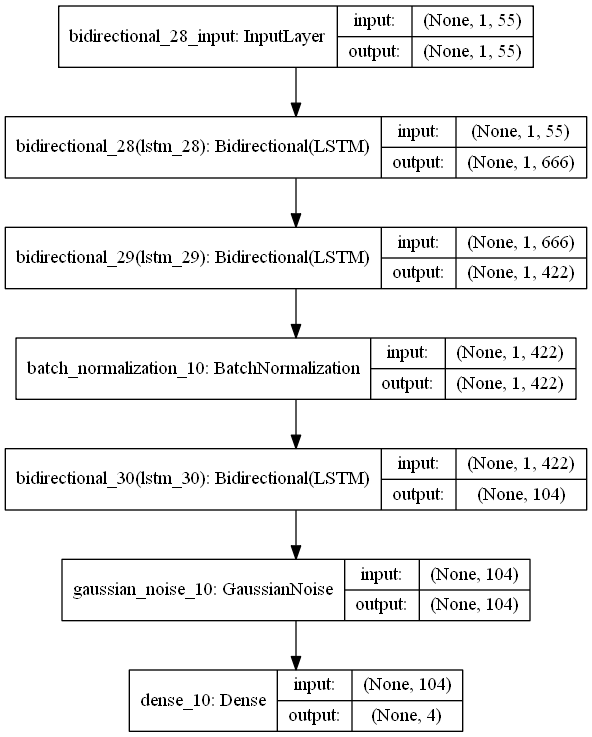 bidirectional_28_input: InputLayer
input: (None, 1, 55)
output: (None, 1, 55)
bidirectional_28(lstm_28): Bidirectional(LSTM)
input: (None, 1, 55)
output: (None, 1, 666)
bidirectional_29(lstm_29): Bidirectional(LSTM)
input: (None, 1, 666)
output: (None, 1, 422)
batch_normalization_10: BatchNormalization
input: (None, 1, 422)
output: (None, 1, 422)
bidirectional_30(lstm_30): Bidirectional(LSTM)
input: (None, 1, 422)
output: (None, 104)
gaussian_noise_10: GaussianNoise
input: (None, 104)
output: (None, 104)
dense_10: Dense
input: (None, 104)
output: (None, 4)